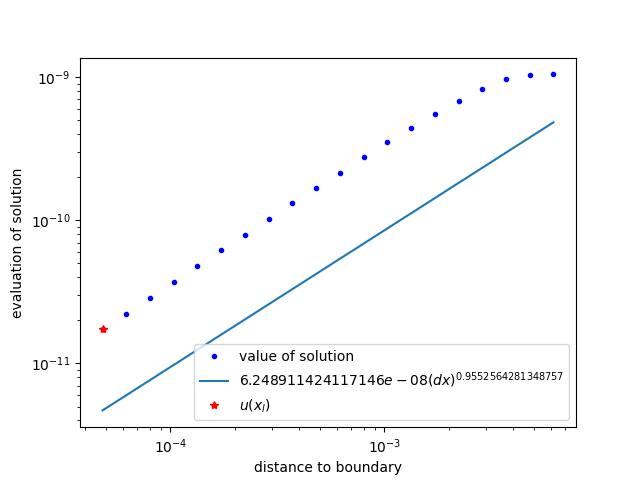 10⁻⁹
10⁻¹⁰
10⁻¹¹
evaluation of solution
value of solution
6.248911424117146e − 08(dx)^0.9552564281348757
u(x_l)
10⁻⁴
10⁻³
distance to boundary